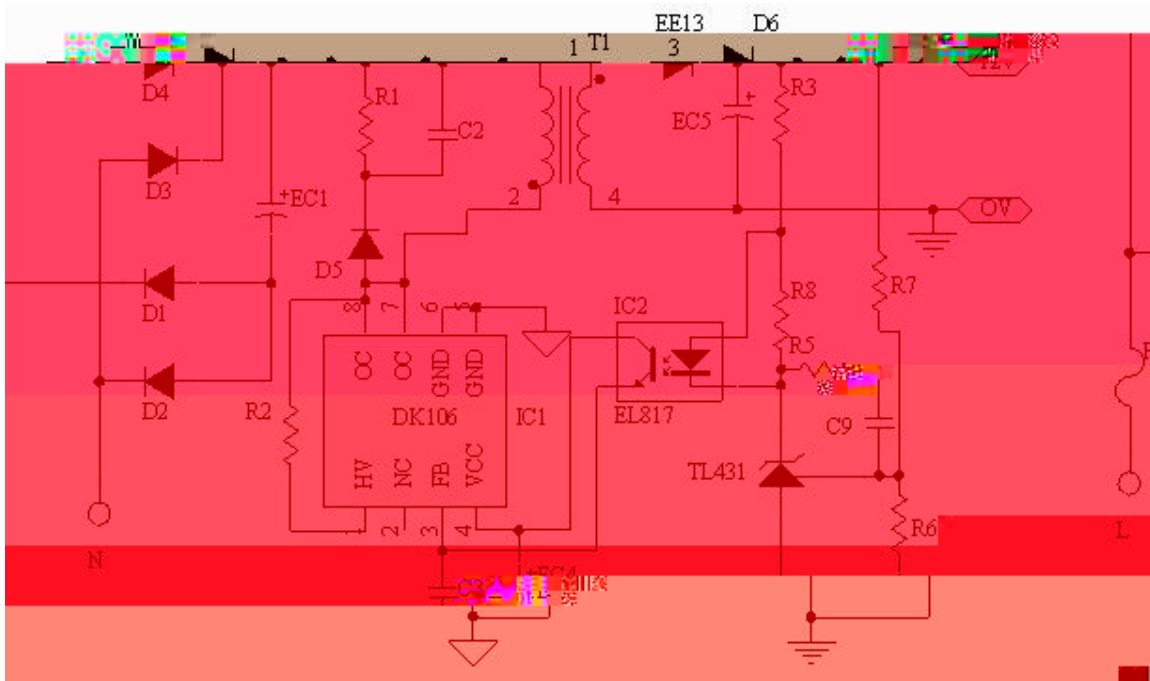 EE13 D6
1 T1 3
D4 R1 R3
C2 EC5 +
D3
+EC1 2 4 OV
D5
D1 R8 R7
8 7 6 5 IC2
OC OC GND GND R5
D2 R2 DK106 IC1 EL817 C9
HV NC FB VCC TL431
1 2 3 4 R6
N L